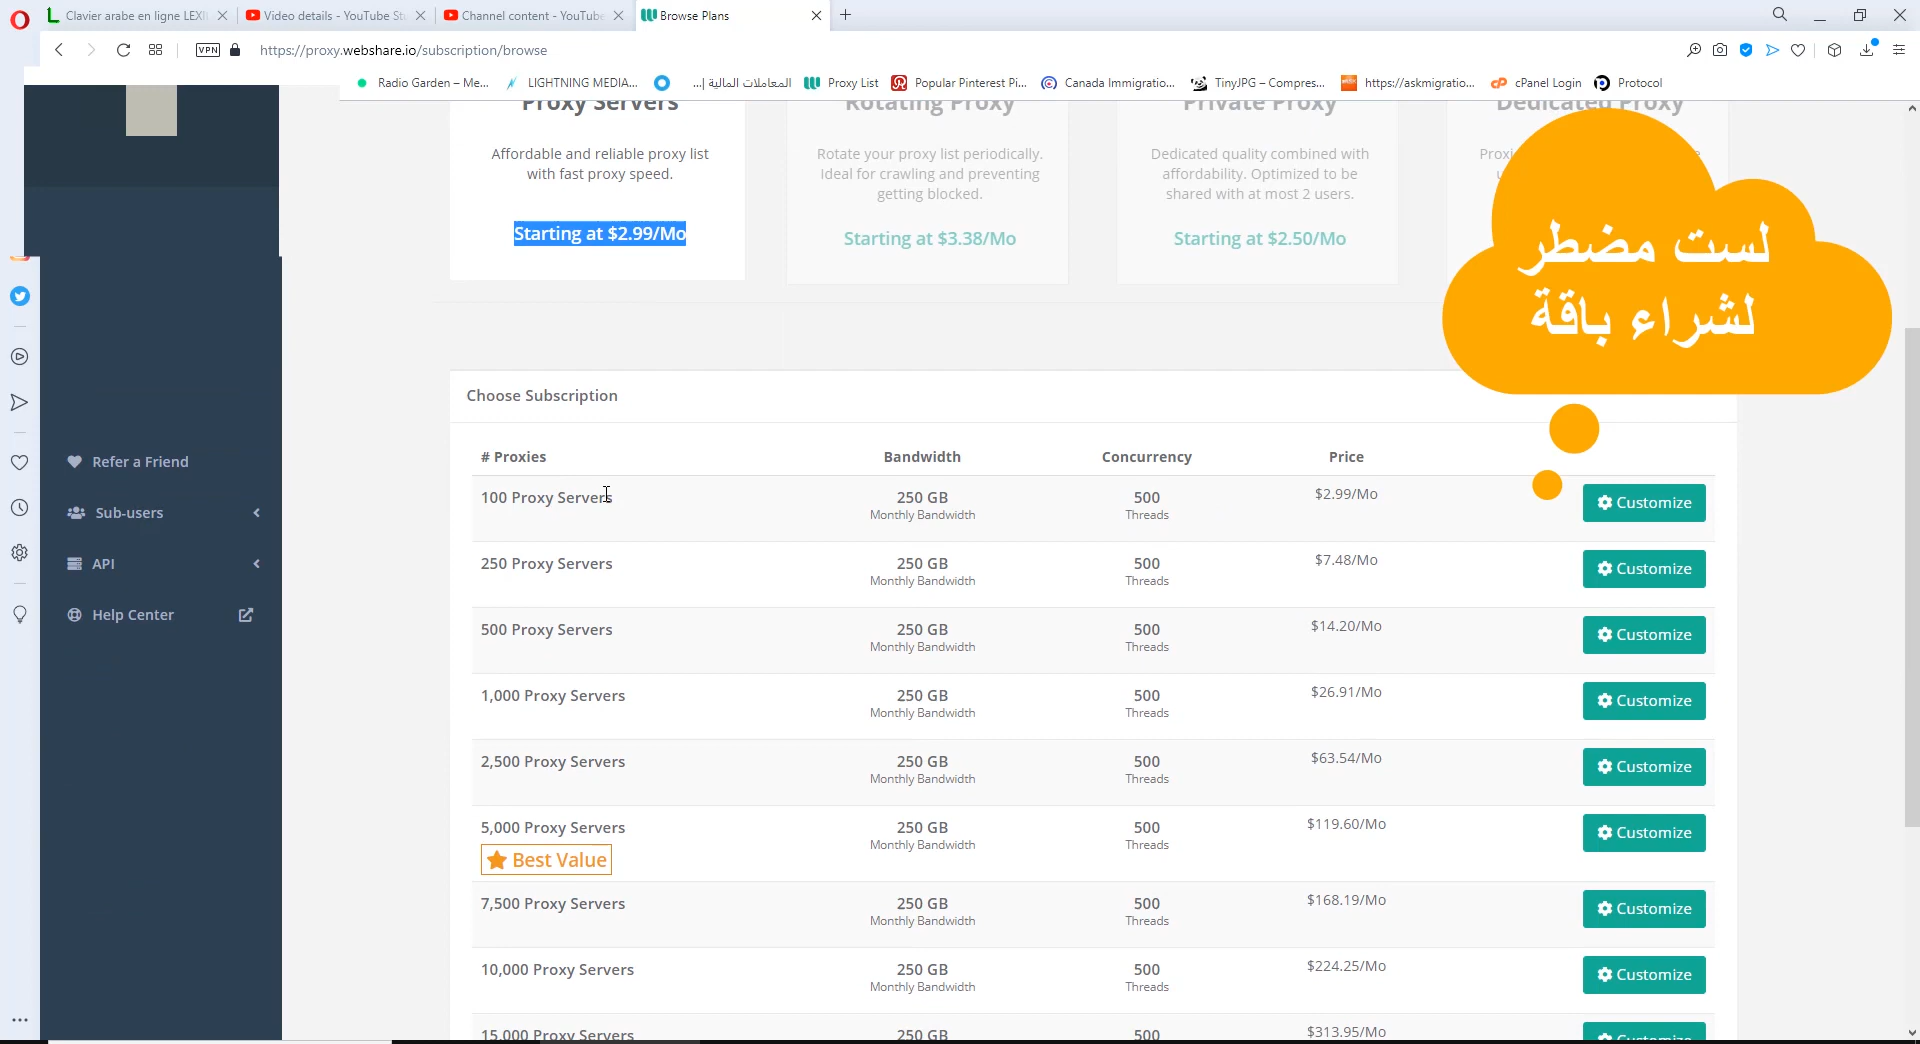 Clavier arabe en ligne LEXI
Video details - YouTube St
Channel content - YouTube
Browse Plans
VPN
https://proxy.webshare.io/subscription/browse
Radio Garden – Me...
LIGHTNING MEDIA...
المعاملات المالية |...
Proxy List
Popular Pinterest Pi...
Canada Immigratio...
TinyJPG – Compres...
https://askmigratio...
cPanel Login
Protocol
Proxy Servers
Rotating Proxy
Private Proxy
Dedicated Proxy
Affordable and reliable proxy list
with fast proxy speed.
Starting at $2.99/Mo
Rotate your proxy list periodically.
Ideal for crawling and preventing
getting blocked.
Starting at $3.38/Mo
Dedicated quality combined with
affordability. Optimized to be
shared with at most 2 users.
Starting at $2.50/Mo
لست مضطر
لشراء باقة
Refer a Friend
Sub-users
API
Help Center
Choose Subscription
# Proxies Bandwidth Concurrency Price
100 Proxy Servers 250 GB 500 $2.99/Mo Customize
Monthly Bandwidth Threads
250 Proxy Servers 250 GB 500 $7.48/Mo Customize
Monthly Bandwidth Threads
500 Proxy Servers 250 GB 500 $14.20/Mo Customize
Monthly Bandwidth Threads
1,000 Proxy Servers 250 GB 500 $26.91/Mo Customize
Monthly Bandwidth Threads
2,500 Proxy Servers 250 GB 500 $63.54/Mo Customize
Monthly Bandwidth Threads
5,000 Proxy Servers 250 GB 500 $119.60/Mo Customize
Monthly Bandwidth Threads
Best Value
7,500 Proxy Servers 250 GB 500 $168.19/Mo Customize
Monthly Bandwidth Threads
10,000 Proxy Servers 250 GB 500 $224.25/Mo Customize
Monthly Bandwidth Threads
15,000 Proxy Servers 250 GB 500 $313.95/Mo Customize